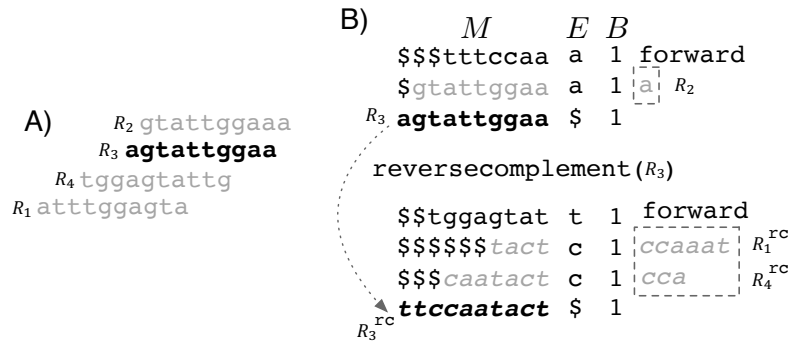 A)
R₂ gtattggaaa
R₃ agtattggaa
R₄ tggagtattg
R₁ atttggagta
B)
M E B
$$$tttccaa a 1 forward
$gtattggaa a 1 a R₂
R₃ agtattggaa $ 1
reversecomplement(R₃)
$$tggagtat t 1 forward
$$$$$$tact c 1 ccaaat R₁ʳᶜ
$$$caatact c 1 cca R₄ʳᶜ
R₃ʳᶜ ttccaatact $ 1